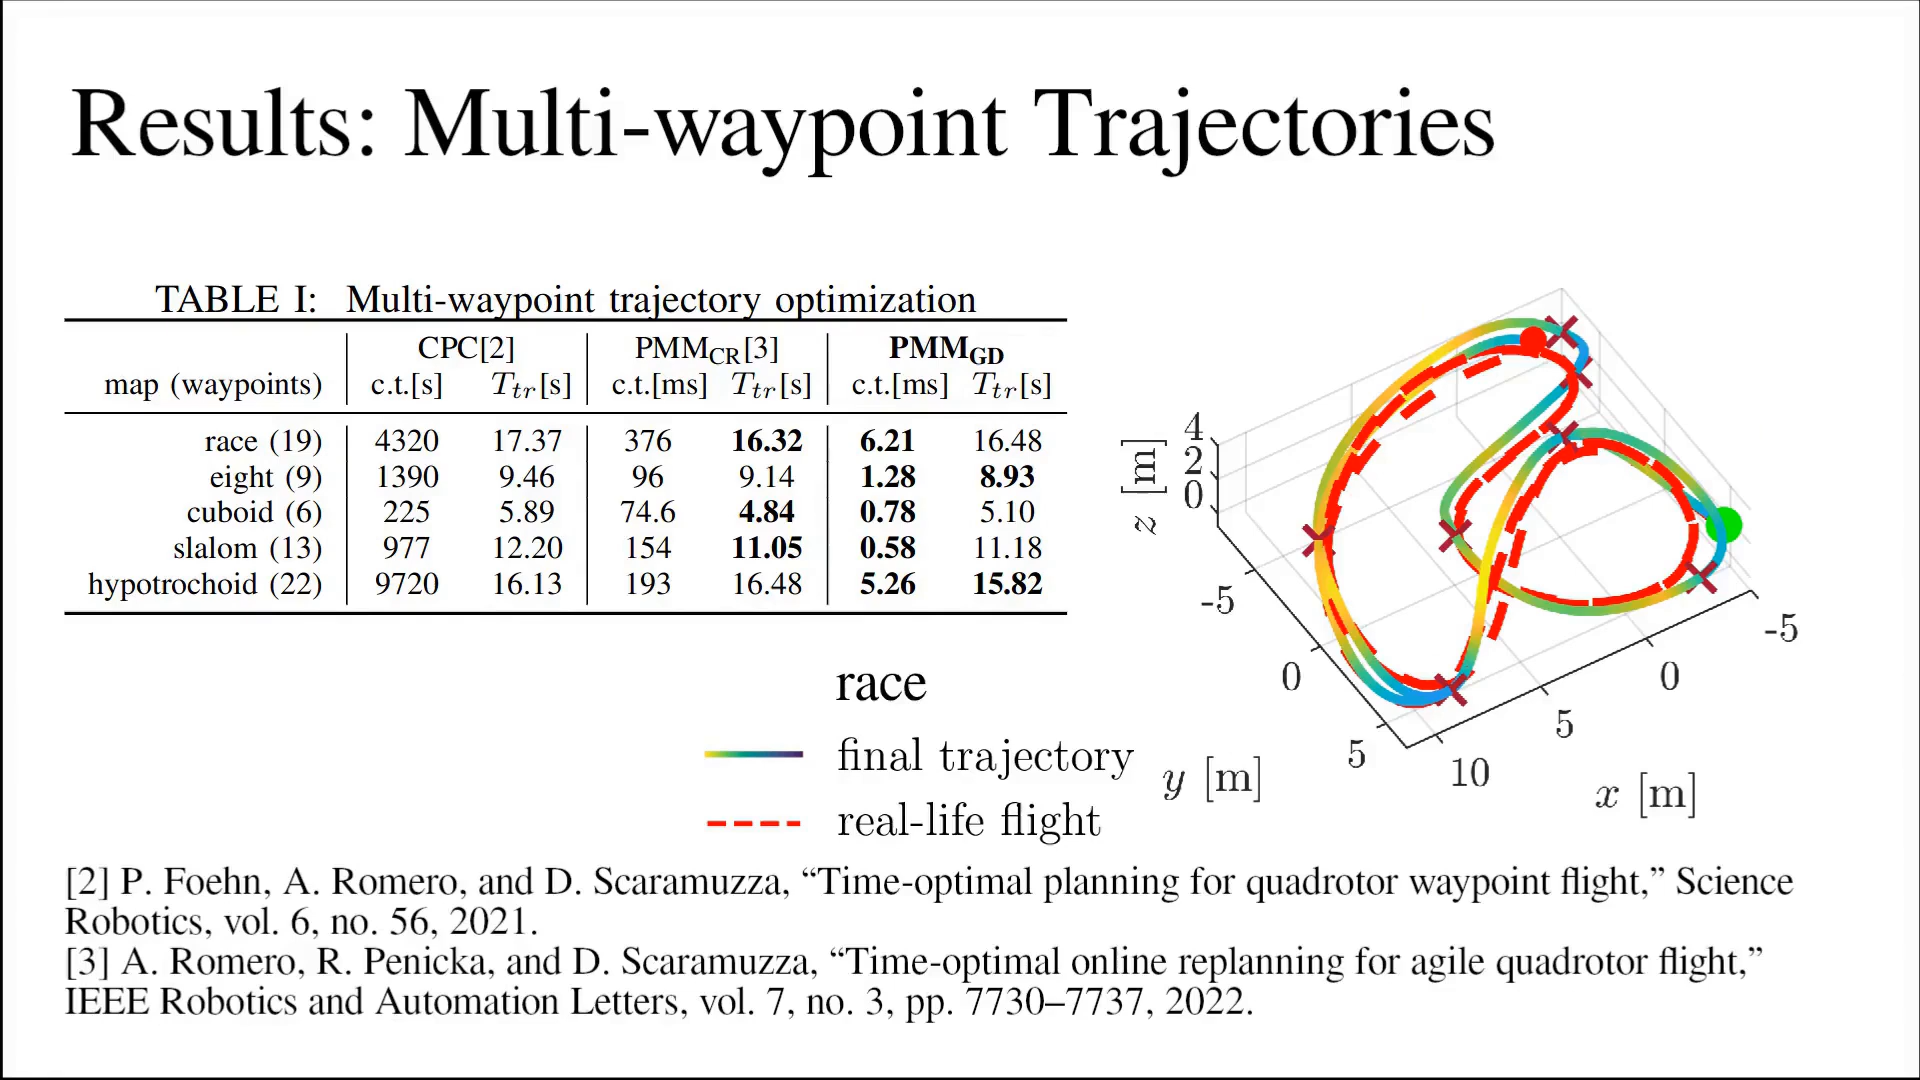 Results: Multi-waypoint Trajectories
TABLE I: Multi-waypoint trajectory optimization
CPC[2] PMM_CR[3] PMM_GD
map (waypoints) c.t.[s] T_tr[s] c.t.[ms] T_tr[s] c.t.[ms] T_tr[s]
race (19) 4320 17.37 376 16.32 6.21 16.48
eight (9) 1390 9.46 96 9.14 1.28 8.93
cuboid (6) 225 5.89 74.6 4.84 0.78 5.10
slalom (13) 977 12.20 154 11.05 0.58 11.18
hypotrochoid (22) 9720 16.13 193 16.48 5.26 15.82
z [m]
4
2
0
-5
0
5
y [m]
10
5
0
-5
x [m]
race
final trajectory
real-life flight
[2] P. Foehn, A. Romero, and D. Scaramuzza, “Time-optimal planning for quadrotor waypoint flight,” Science
Robotics, vol. 6, no. 56, 2021.
[3] A. Romero, R. Penicka, and D. Scaramuzza, “Time-optimal online replanning for agile quadrotor flight,”
IEEE Robotics and Automation Letters, vol. 7, no. 3, pp. 7730–7737, 2022.